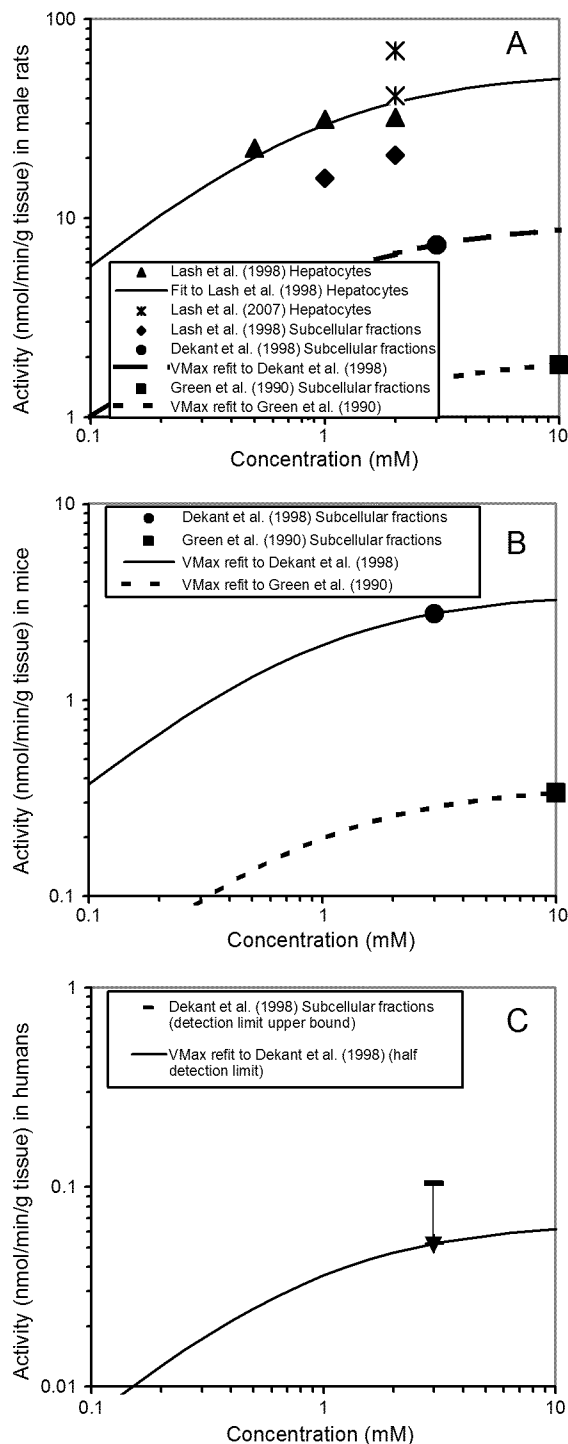 A
Activity (nmol/min/g tissue) in male rats
100
10
1
Lash et al. (1998) Hepatocytes
Fit to Lash et al. (1998) Hepatocytes
Lash et al. (2007) Hepatocytes
Lash et al. (1998) Subcellular fractions
Dekant et al. (1998) Subcellular fractions
VMax refit to Dekant et al. (1998)
Green et al. (1990) Subcellular fractions
VMax refit to Green et al. (1990)
0.1 1 10
Concentration (mM)
B
Activity (nmol/min/g tissue) in mice
10
1
0.1
Dekant et al. (1998) Subcellular fractions
Green et al. (1990) Subcellular fractions
VMax refit to Dekant et al. (1998)
VMax refit to Green et al. (1990)
0.1 1 10
Concentration (mM)
C
Activity (nmol/min/g tissue) in humans
1
0.1
0.01
Dekant et al. (1998) Subcellular fractions
(detection limit upper bound)
VMax refit to Dekant et al. (1998) (half
detection limit)
0.1 1 10
Concentration (mM)